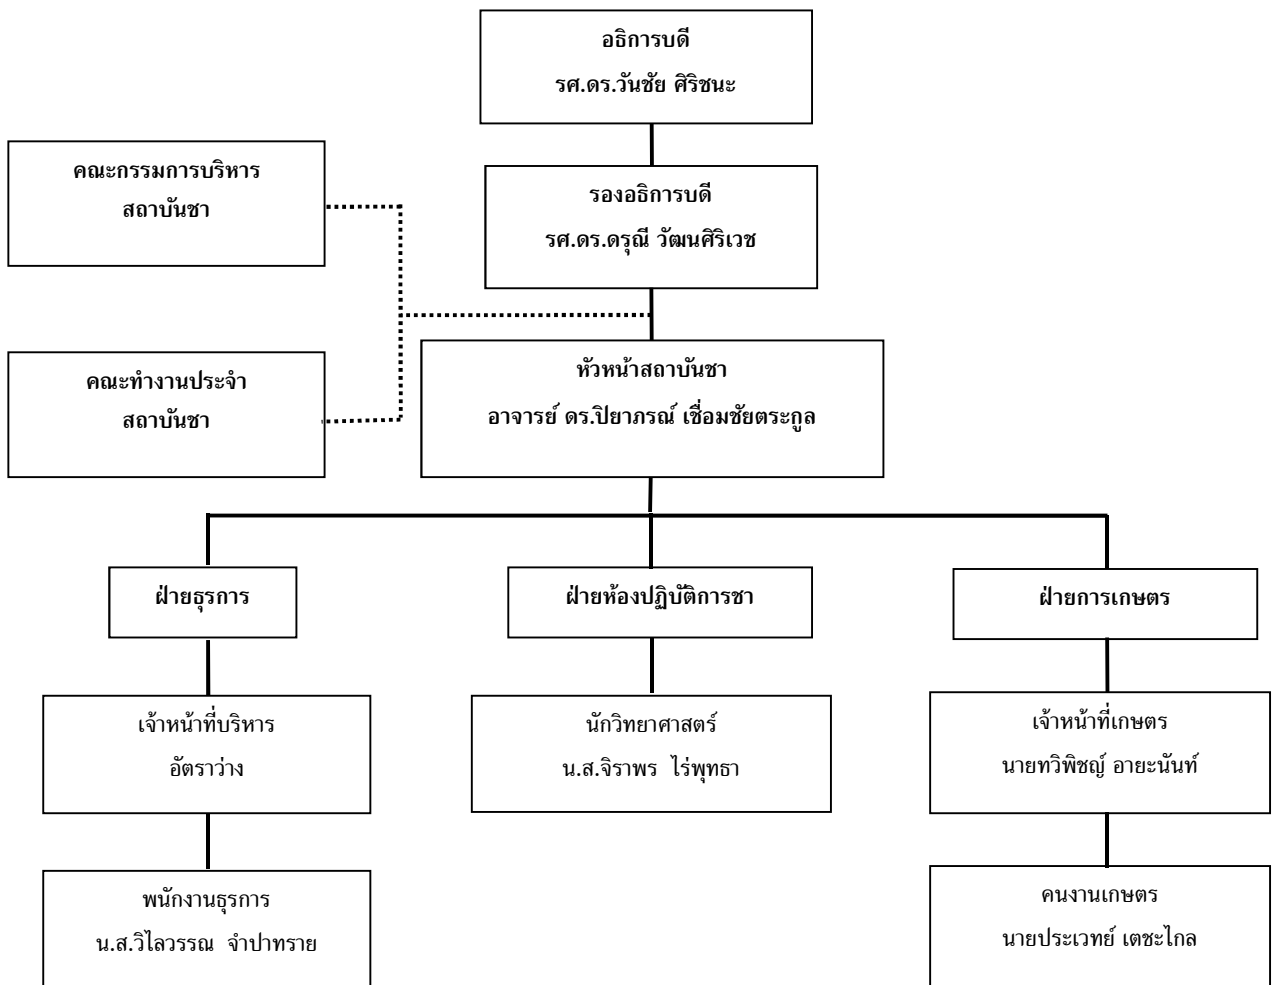 อธิการบดี
รศ.ดร.วันชัย ศิริชนะ
คณะกรรมการบริหาร
สถาบันชา
รองอธิการบดี
รศ.ดร.ดรุณี วัฒนศิริเวช
คณะทำงานประจำ
สถาบันชา
หัวหน้าสถาบันชา
อาจารย์ ดร.ปิยาภรณ์ เชื่อมชัยตระกูล
ฝ่ายธุรการ
ฝ่ายห้องปฏิบัติการชา
ฝ่ายการเกษตร
เจ้าหน้าที่บริหาร
อัตราว่าง
นักวิทยาศาสตร์
น.ส.จิราพร ไร่พุทธา
เจ้าหน้าที่เกษตร
นายทวิพิชญ์ อายะนันท์
พนักงานธุรการ
น.ส.วิไลวรรณ จำปาทราย
คนงานเกษตร
นายประเวทย์ เตชะไกล